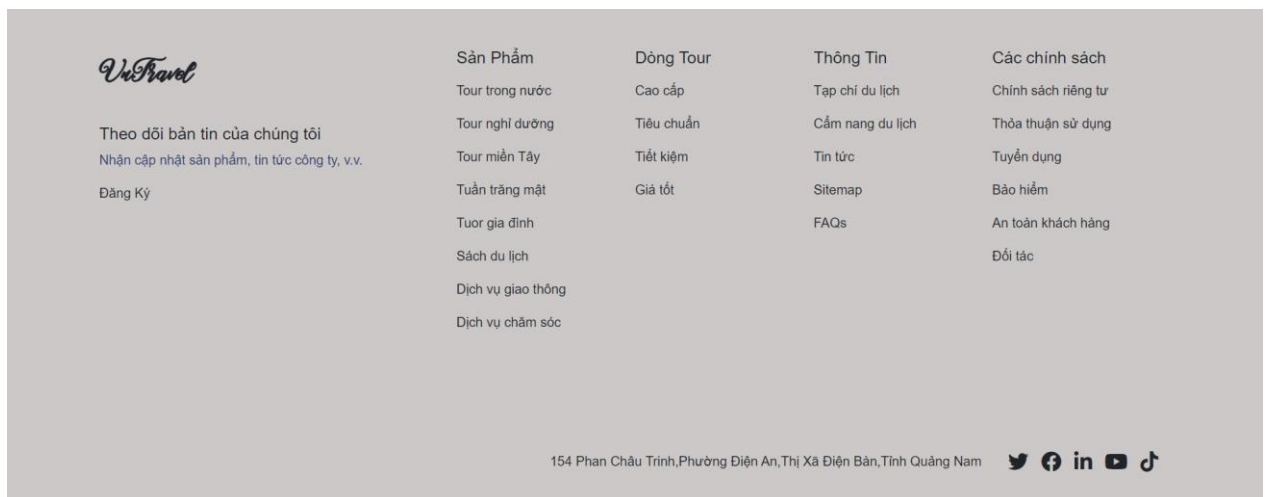 VnTravel
Theo dõi bản tin của chúng tôi
Nhận cập nhật sản phẩm, tin tức công ty, v.v.
Đăng Ký
Sản Phẩm
Tour trong nước
Tour nghỉ dưỡng
Tour miền Tây
Tuần trăng mật
Tuor gia đình
Sách du lịch
Dịch vụ giao thông
Dịch vụ chăm sóc
Dòng Tour
Cao cấp
Tiêu chuẩn
Tiết kiệm
Giá tốt
Thông Tin
Tạp chí du lịch
Cẩm nang du lịch
Tin tức
Sitemap
FAQs
Các chính sách
Chính sách riêng tư
Thỏa thuận sử dụng
Tuyển dụng
Bảo hiểm
An toàn khách hàng
Đối tác
154 Phan Châu Trinh,Phường Điện An,Thị Xã Điện Bàn,Tỉnh Quảng Nam